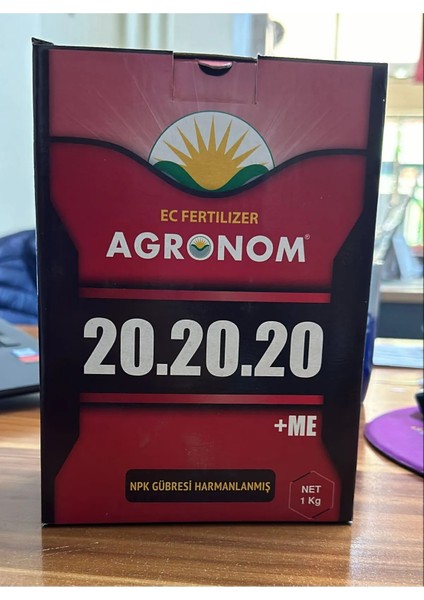 EC FERTILIZER
AGRONOM®
20.20.20
+ME
NPK GÜBRESİ HARMANLANMIŞ
NET
1 Kg